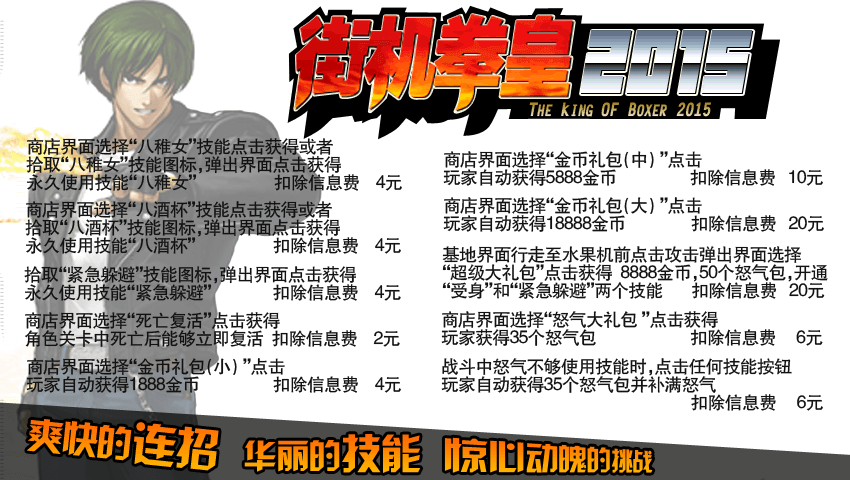 街机拳皇2015
THE KING OF BOXER 2015
商店界面选择“八稚女”技能点击获得或者
拾取“八稚女”技能图标,弹出界面点击获得
永久使用技能“八稚女” 扣除信息费 4元
商店界面选择“八酒杯”技能点击获得或者
拾取“八酒杯”技能图标,弹出界面点击获得
永久使用技能“八酒杯” 扣除信息费 4元
拾取“紧急躲避”技能图标,弹出界面点击获得
永久使用技能“紧急躲避” 扣除信息费 4元
商店界面选择“死亡复活”点击获得
角色关卡中死亡后能够立即复活 扣除信息费 2元
商店界面选择“金币礼包(小)”点击
玩家自动获得1888金币 扣除信息费 4元
商店界面选择“金币礼包(中)”点击
玩家自动获得5888金币 扣除信息费 10元
商店界面选择“金币礼包(大)”点击
玩家自动获得18888金币 扣除信息费 20元
基地界面行走至水果机前点击攻击弹出界面选择
“超级大礼包”点击获得 8888金币,50个怒气包,开通
“受身”和“紧急躲避”两个技能 扣除信息费 20元
商店界面选择“怒气大礼包”点击获得
玩家获得35个怒气包 扣除信息费 6元
战斗中怒气不够使用技能时,点击任何技能按钮
玩家自动获得35个怒气包并补满怒气
扣除信息费 6元
爽快的连招 华丽的技能 惊心动魄的挑战